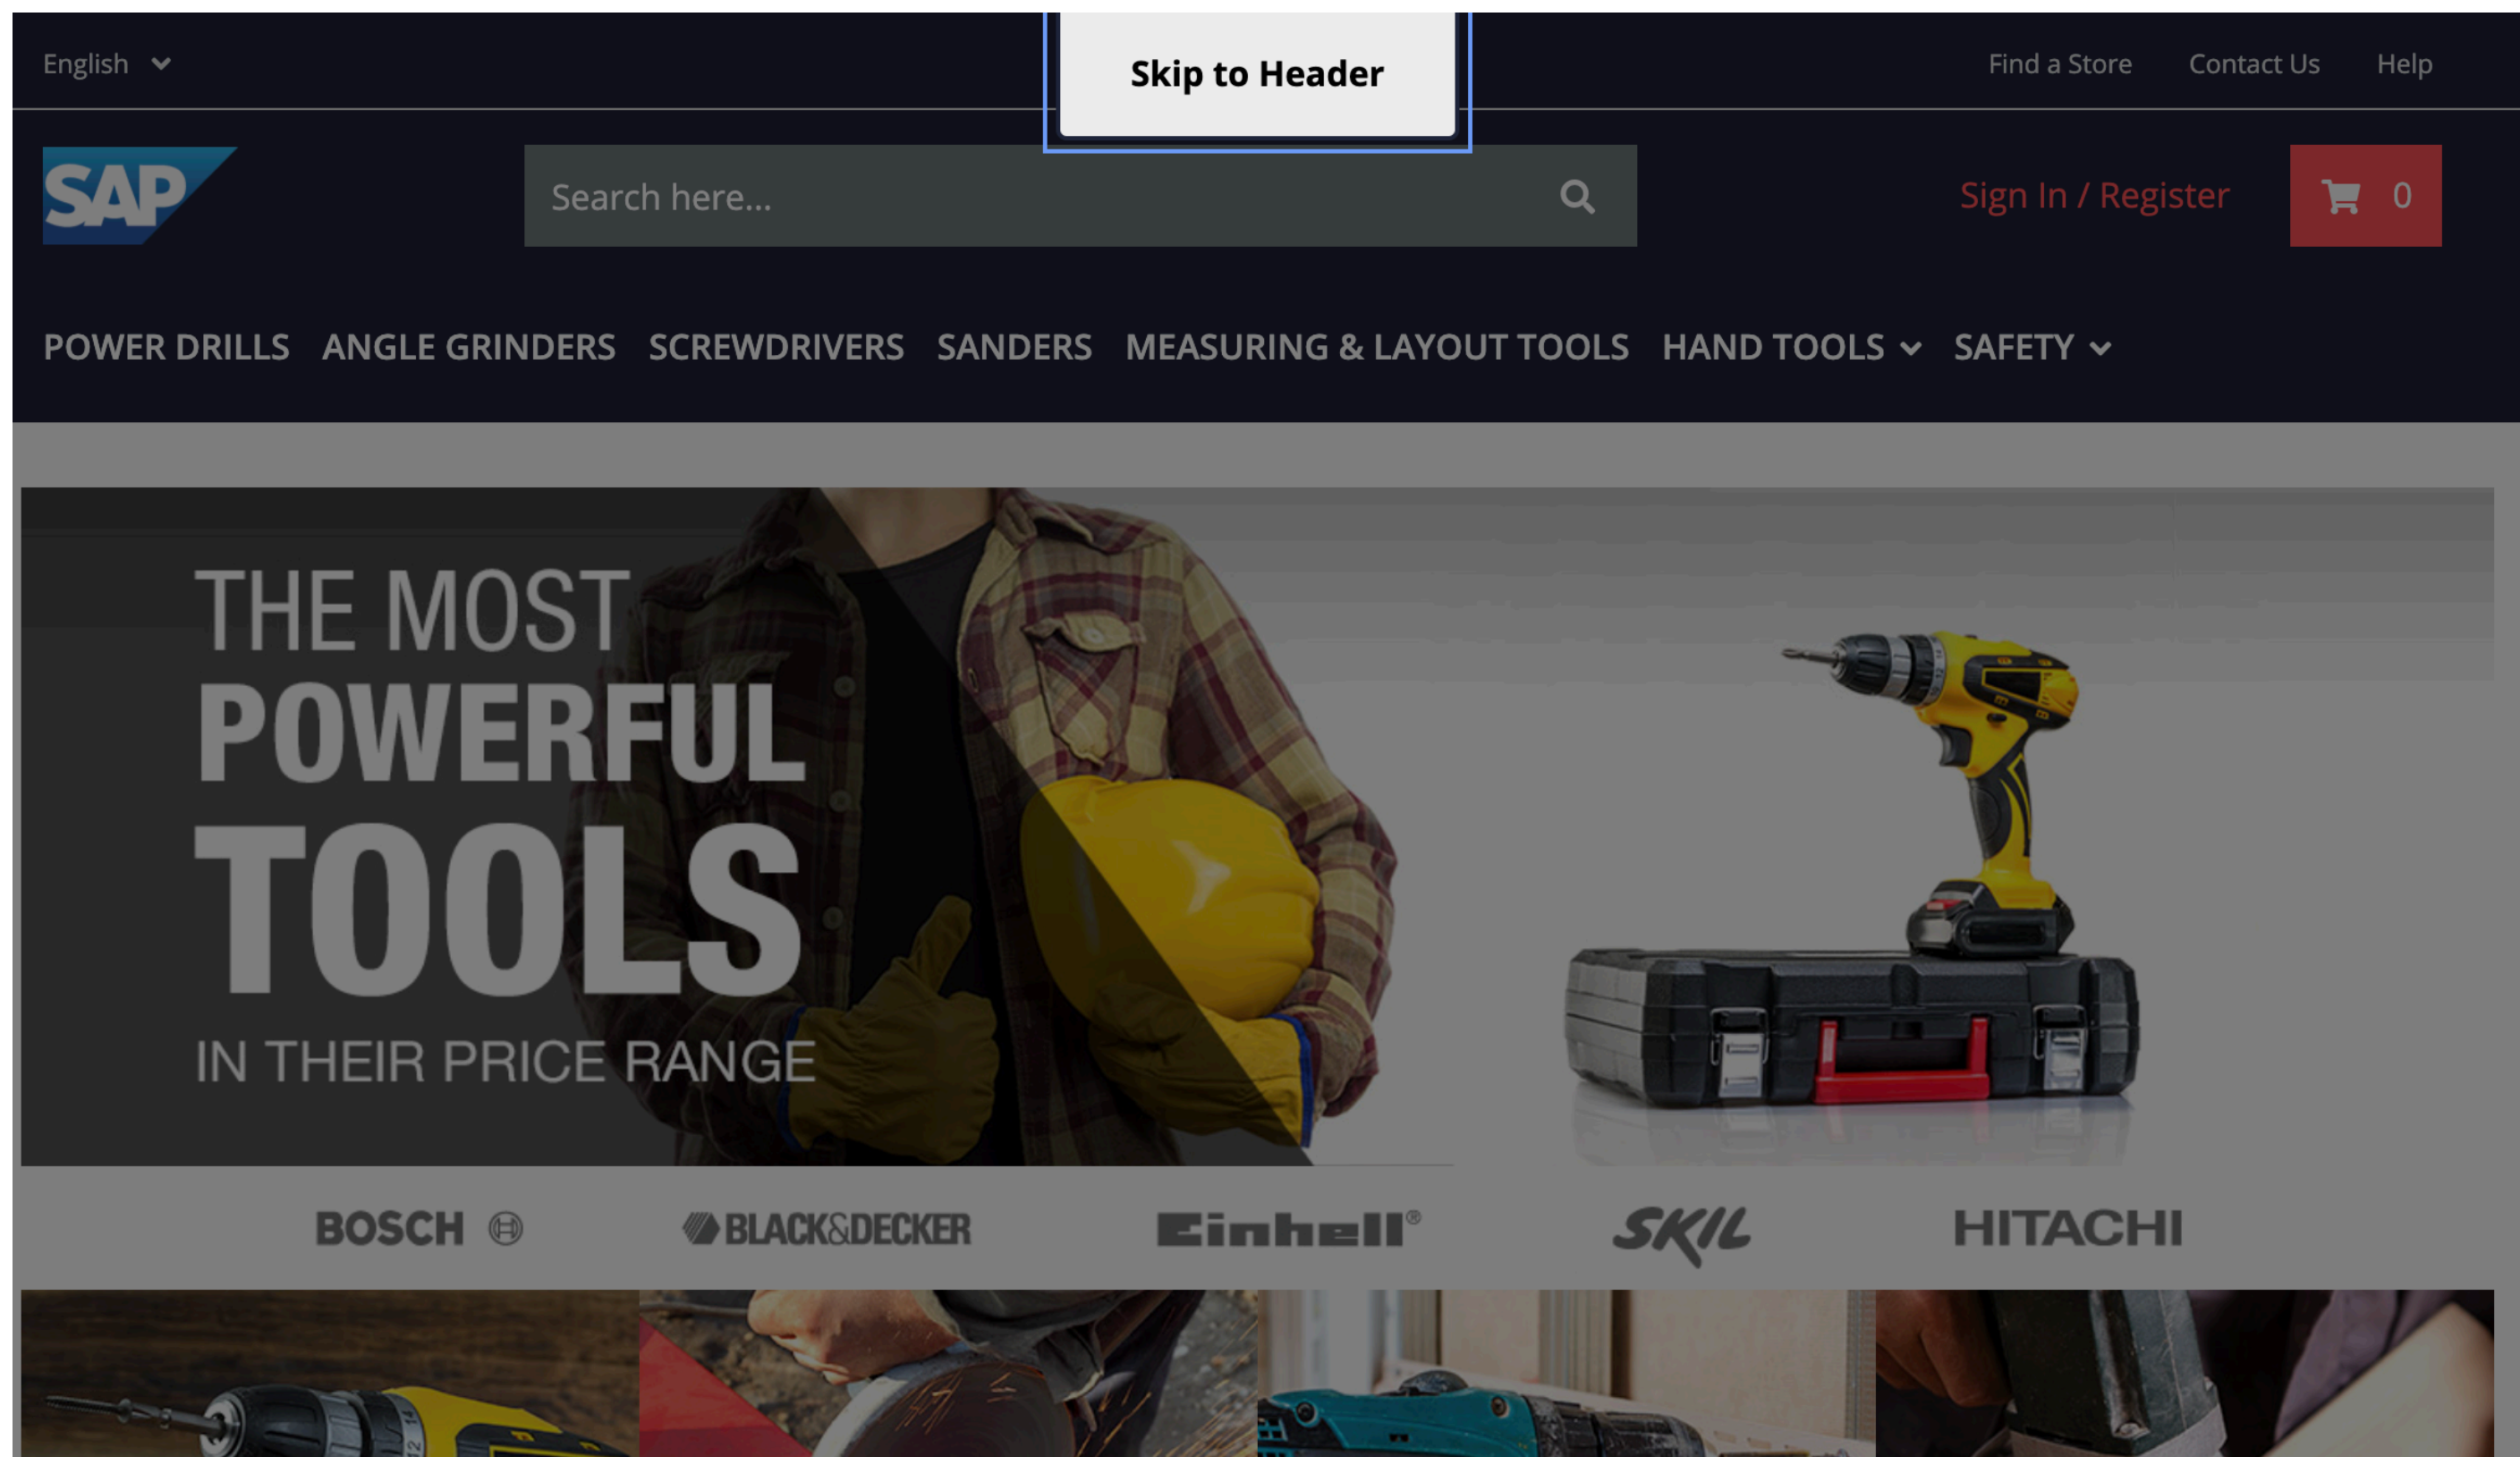 English
Skip to Header
Find a Store Contact Us Help
SAP
Search here...
Sign In / Register
0
POWER DRILLS ANGLE GRINDERS SCREWDRIVERS SANDERS MEASURING & LAYOUT TOOLS HAND TOOLS SAFETY
THE MOST
POWERFUL
TOOLS
IN THEIR PRICE RANGE
BOSCH BLACK&DECKER Einhell® SKIL HITACHI
14
12